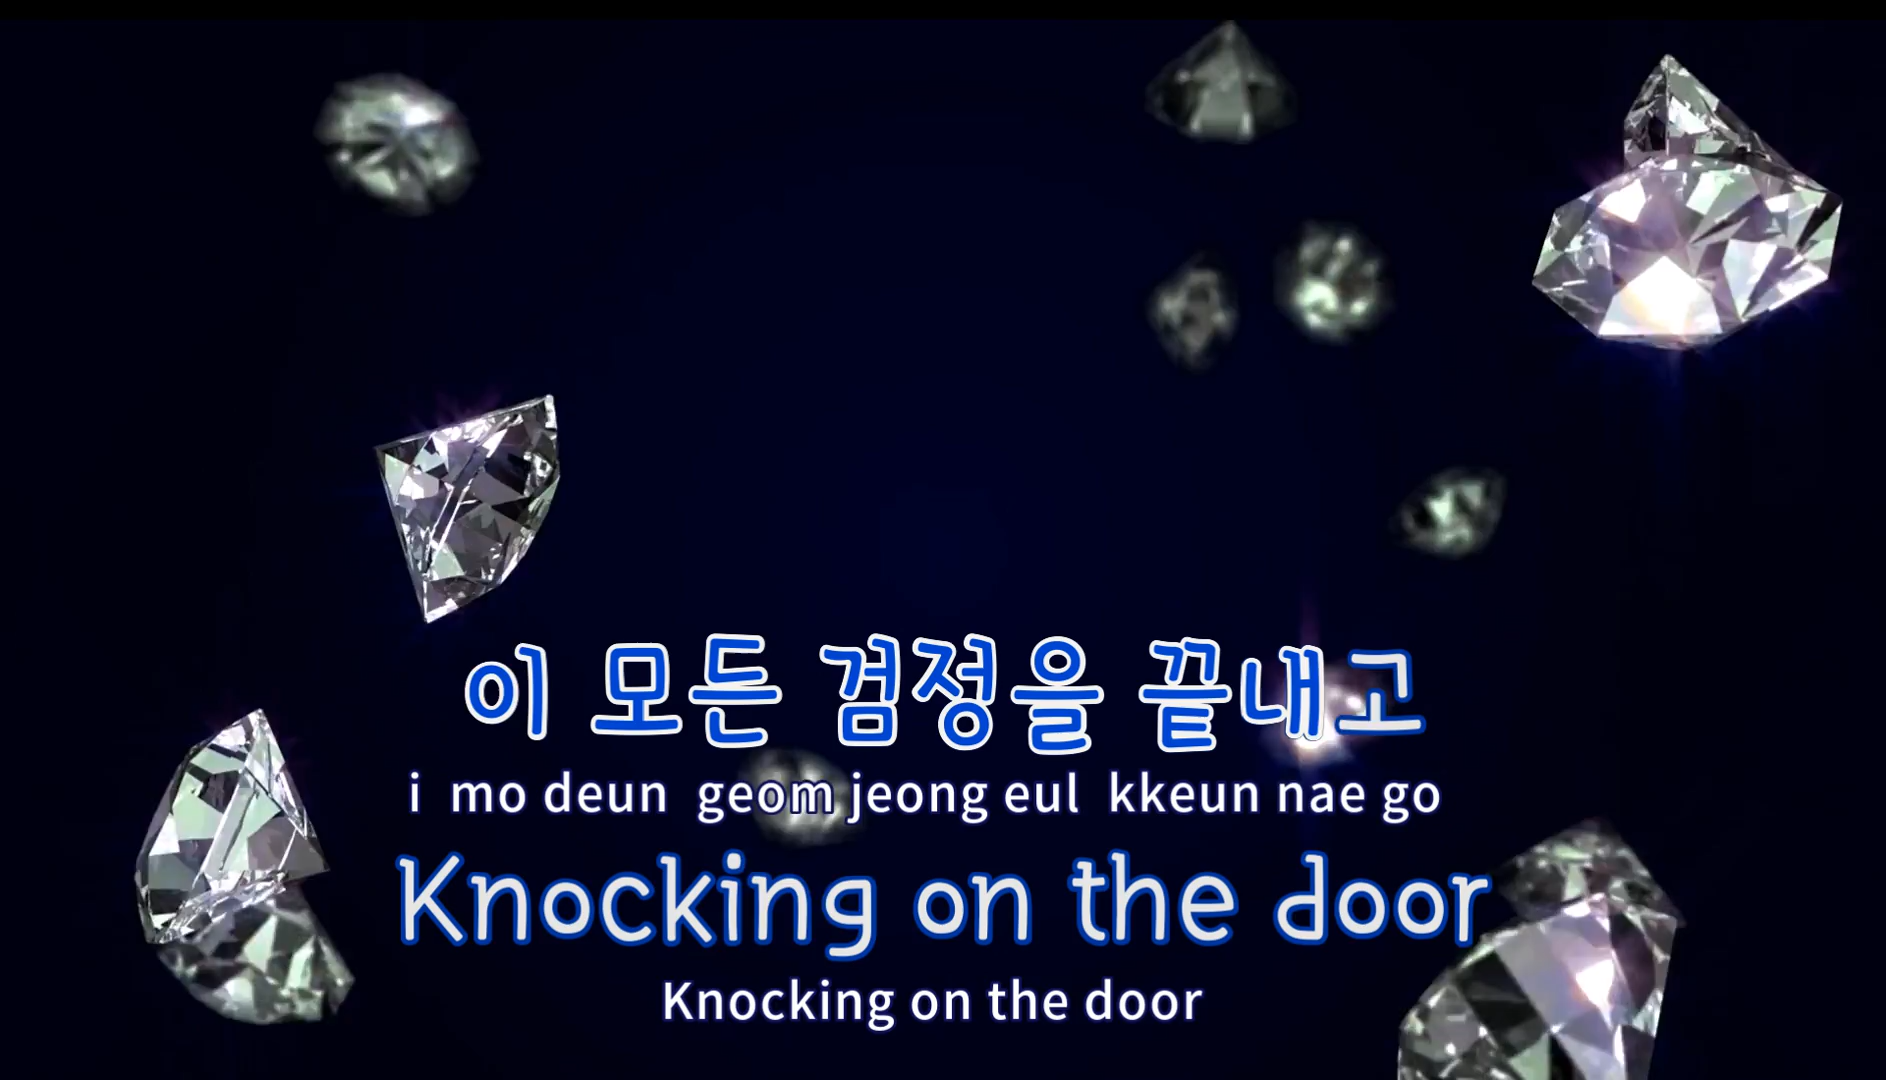 이 모든 검정을 끝내고
i mo deun geom jeong eul kkeun nae go
Knocking on the door
Knocking on the door